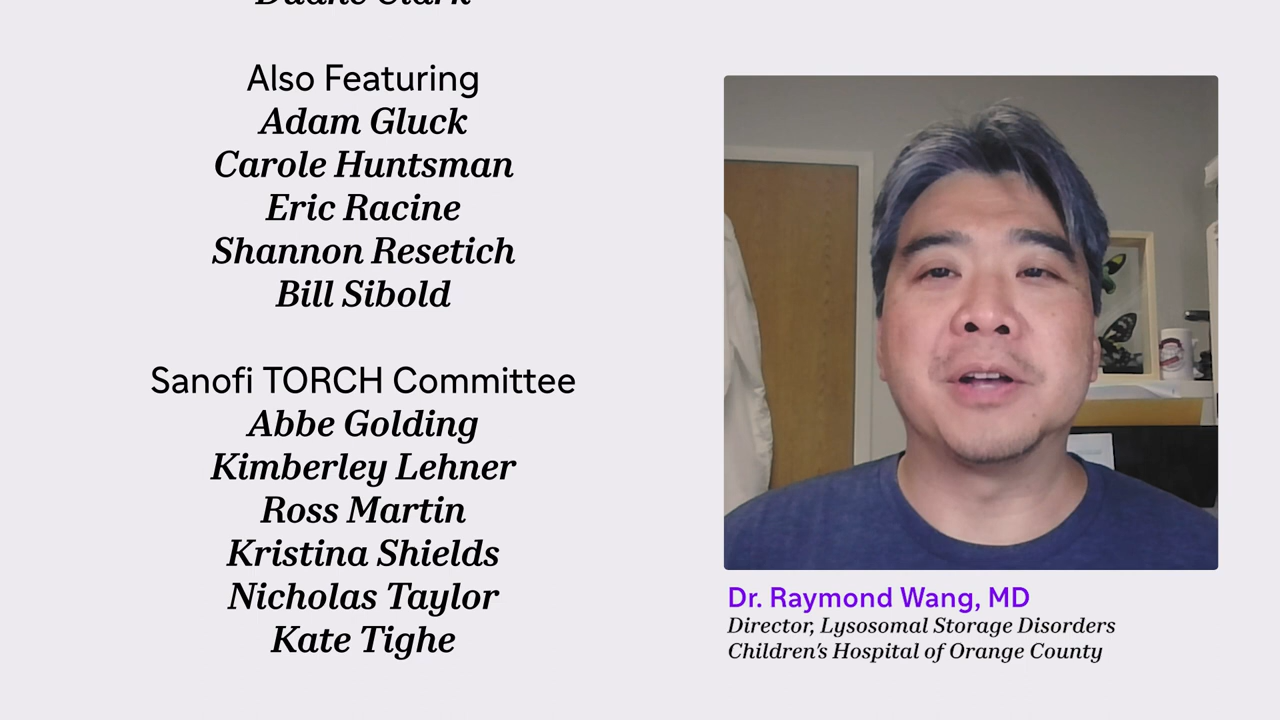 Duane Clark
Also Featuring
Adam Gluck
Carole Huntsman
Eric Racine
Shannon Resetich
Bill Sibold
Sanofi TORCH Committee
Abbe Golding
Kimberley Lehner
Ross Martin
Kristina Shields
Nicholas Taylor
Kate Tighe
Dr. Raymond Wang, MD
Director, Lysosomal Storage Disorders
Children's Hospital of Orange County